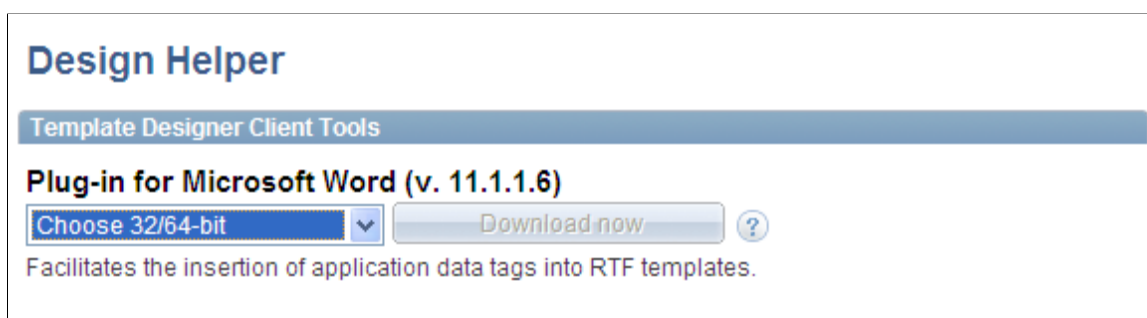 Design Helper
Template Designer Client Tools
Plug-in for Microsoft Word (v. 11.1.1.6)
Choose 32/64-bit Download now ?
Facilitates the insertion of application data tags into RTF templates.